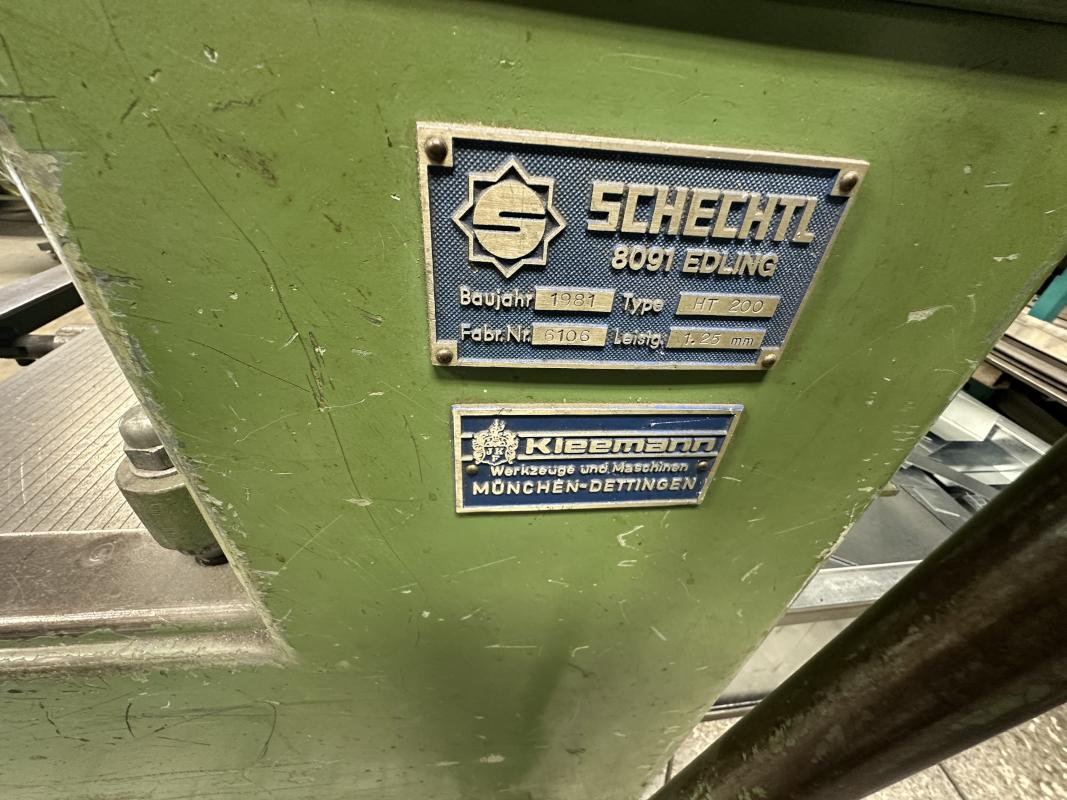 S
SCHECHTL
8091 EDLING
Baujahr 1981 Type HT 200
Fabr. Nr. 6106 Leistg. 1.25 mm
JK
F
Kleemann
Werkzeuge und Maschinen
MÜNCHEN-DETTINGEN